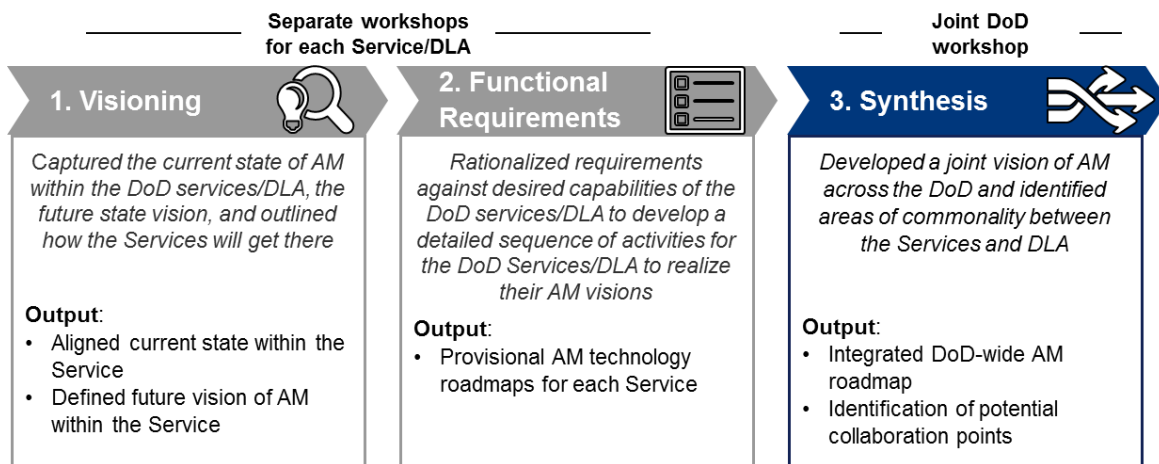 Separate workshops
for each Service/DLA
Joint DoD
workshop
1. Visioning
2. Functional
Requirements
3. Synthesis
Captured the current state of AM
within the DoD services/DLA, the
future state vision, and outlined
how the Services will get there
Output:
• Aligned current state within the
Service
• Defined future vision of AM
within the Service
Rationalized requirements
against desired capabilities of the
DoD services/DLA to develop a
detailed sequence of activities for
the DoD Services/DLA to realize
their AM visions
Output:
• Provisional AM technology
roadmaps for each Service
Developed a joint vision of AM
across the DoD and identified
areas of commonality between
the Services and DLA
Output:
• Integrated DoD-wide AM
roadmap
• Identification of potential
collaboration points